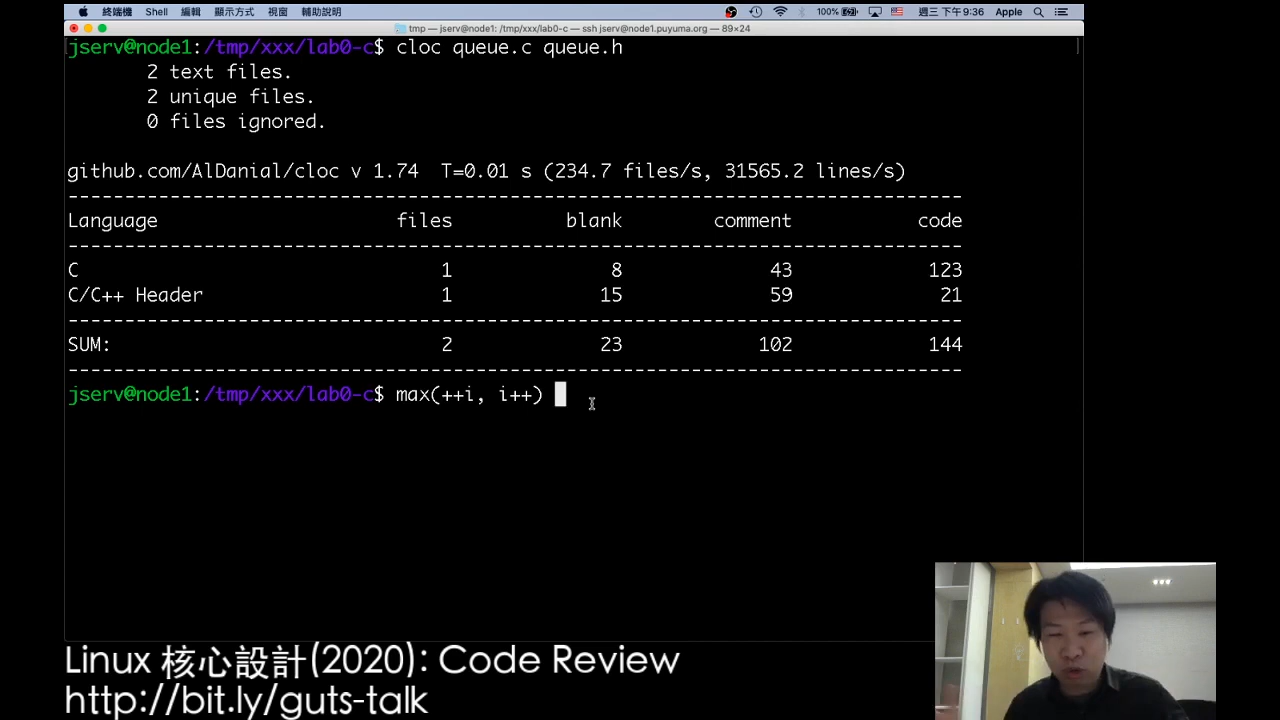 終端機 Shell 編輯 顯示方式 視窗 輔助說明 100% 週三 下午 9:36 Apple
tmp — jserv@node1: /tmp/xxx/lab0-c — ssh jserv@node1.puyuma.org — 89×24
jserv@node1:/tmp/xxx/lab0-c$ cloc queue.c queue.h
2 text files.
2 unique files.
0 files ignored.
github.com/AlDanial/cloc v 1.74 T=0.01 s (234.7 files/s, 31565.2 lines/s)
-------------------------------------------------------------------------------
Language files blank comment code
-------------------------------------------------------------------------------
C 1 8 43 123
C/C++ Header 1 15 59 21
-------------------------------------------------------------------------------
SUM: 2 23 102 144
-------------------------------------------------------------------------------
jserv@node1:/tmp/xxx/lab0-c$ max(++i, i++)
Linux 核心設計(2020): Code Review
http://bit.ly/guts-talk